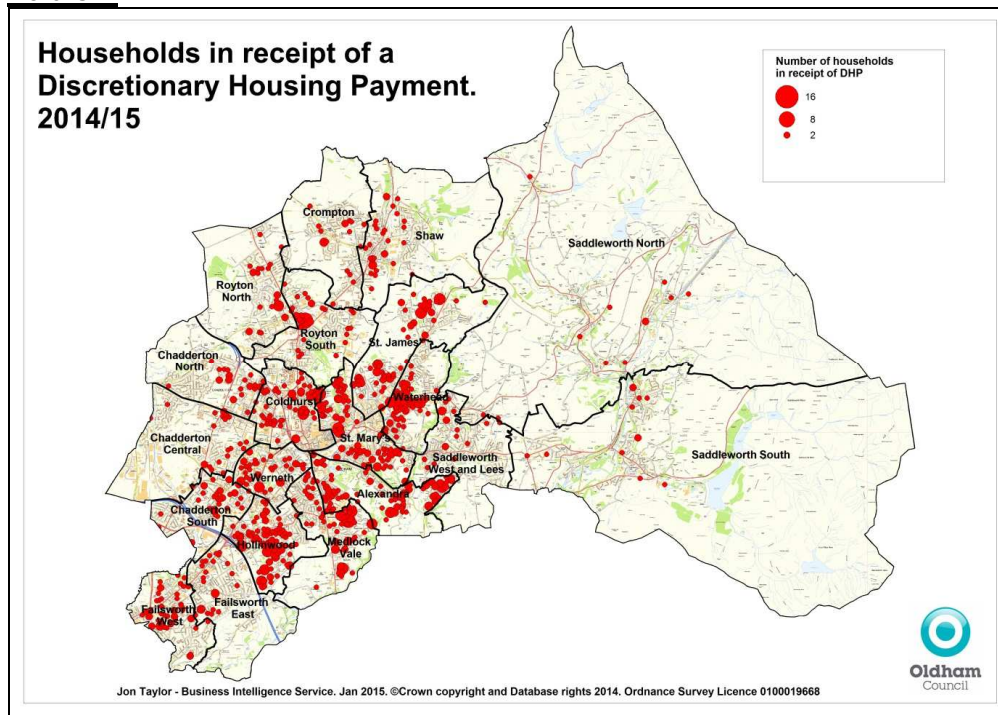 Households in receipt of a
Discretionary Housing Payment.
2014/15
Number of households
in receipt of DHP
16
8
2
Crompton
Shaw
Saddleworth North
Royton
North
Royton
South
St. James'
Chadderton
North
Coldhurst
Waterhead
Chadderton
Central
St. Mary's
Saddleworth
West and Lees
Saddleworth South
Werneth
Alexandra
Chadderton
South
Hollinwood
Medlock
Vale
Failsworth
West
Failsworth
East
Oldham
Council
Jon Taylor - Business Intelligence Service. Jan 2015. ©Crown copyright and Database rights 2014. Ordnance Survey Licence 0100019668